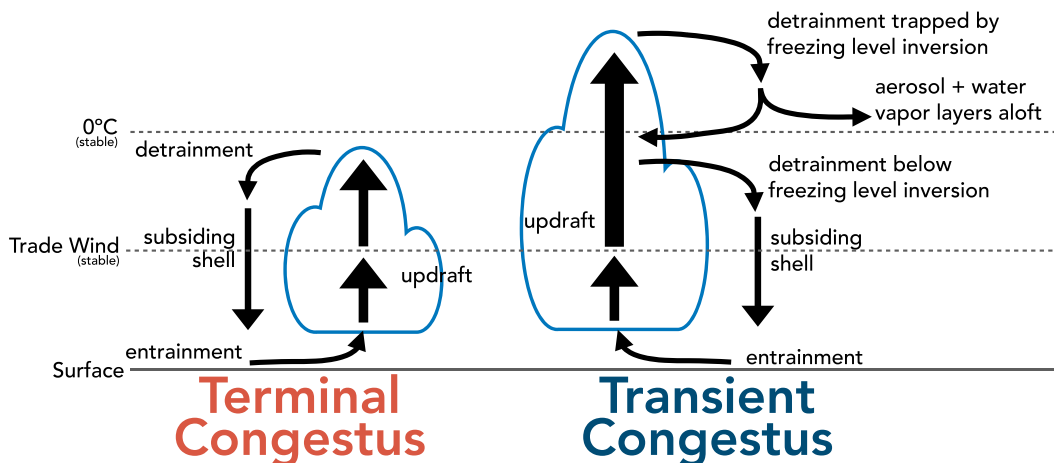 detrainment trapped by
freezing level inversion
aerosol + water
vapor layers aloft
0°C
(stable)
detrainment
detrainment below
freezing level inversion
updraft
Trade Wind
(stable)
subsiding
shell
updraft
subsiding
shell
entrainment
entrainment
Surface
Terminal
Congestus
Transient
Congestus